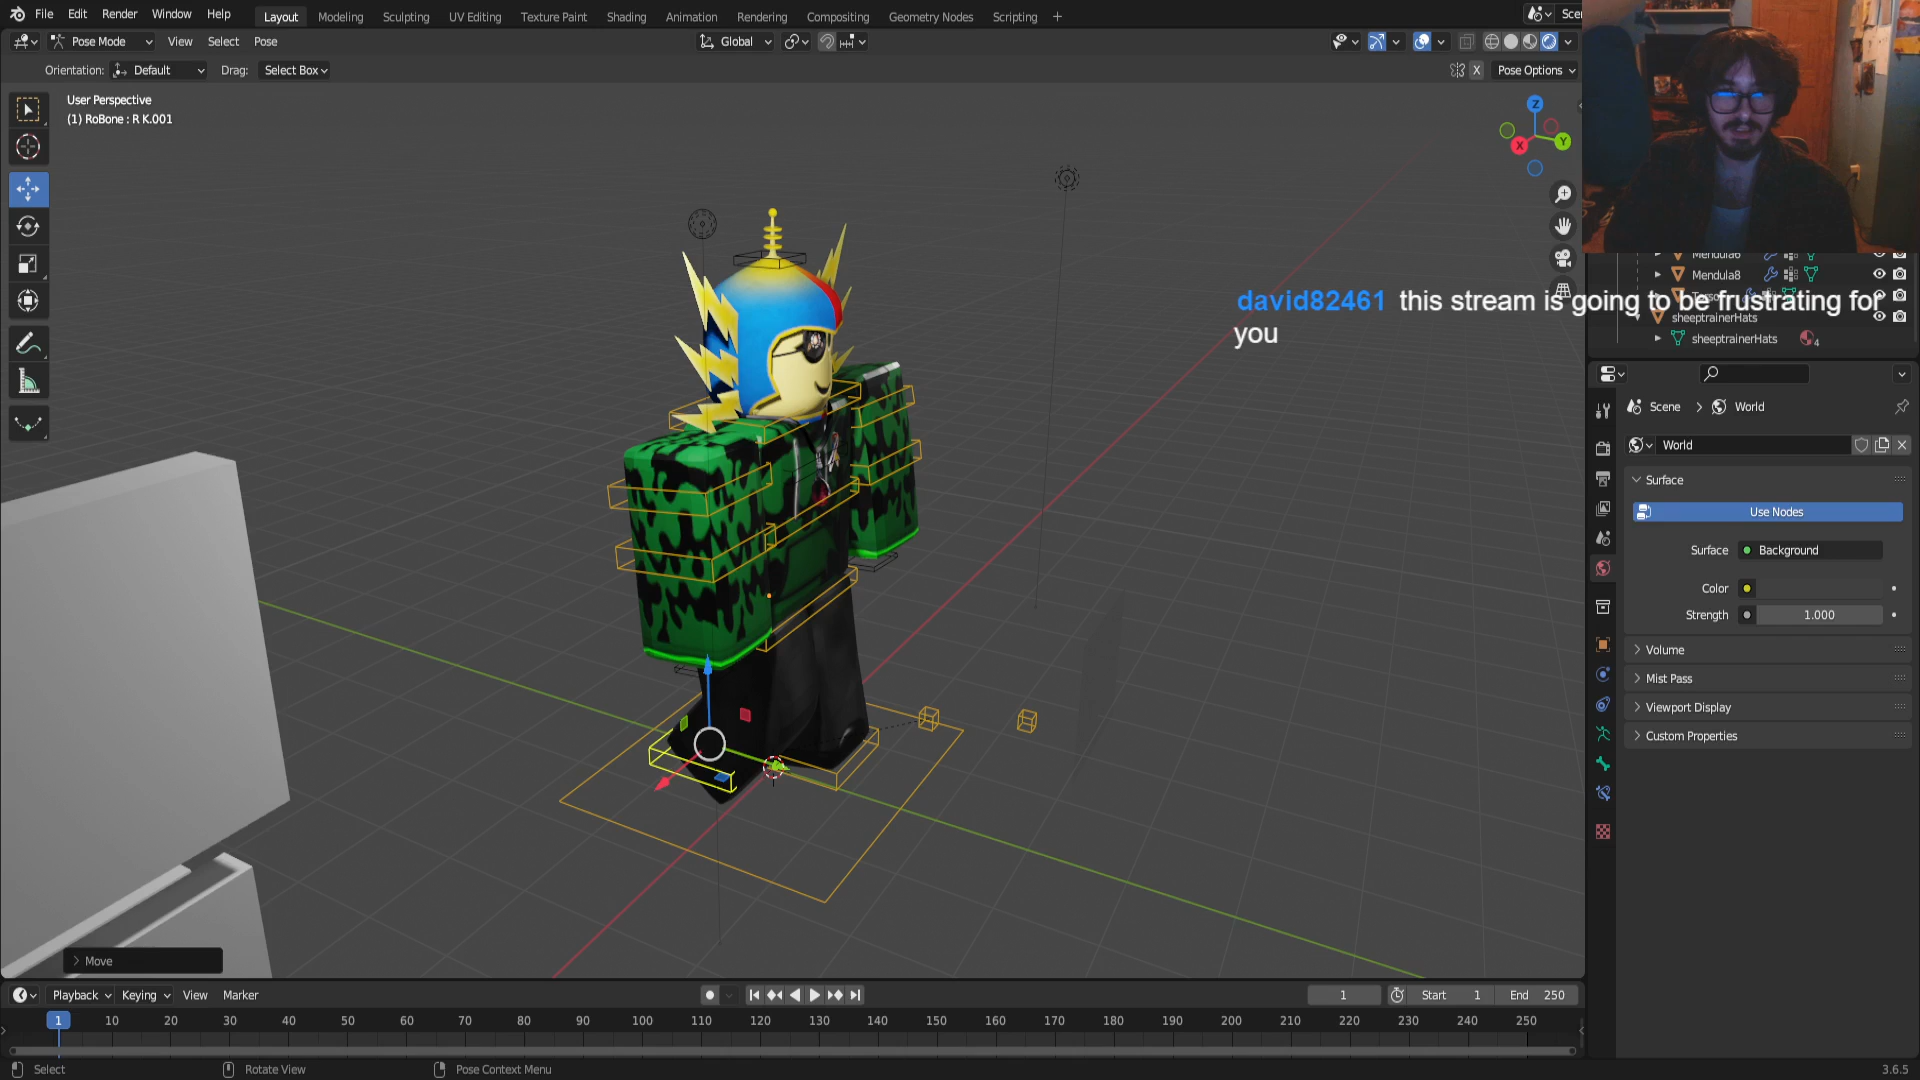 File Edit Render Window Help Layout Modeling Sculpting UV Editing Texture Paint Shading Animation Rendering Compositing Geometry Nodes Scripting + Scer
Pose Mode View Select Pose Global
Orientation: Default Drag: Select Box X Pose Options
User Perspective
(1) RoBone : R K.001
Z
Y
X
Mendula8
david82461 this stream is going to be frustrating for
you
sheeptrainerHats
sheeptrainerHats 4
Scene > World
World
Surface
Use Nodes
Surface Background
Color
Strength 1.000
Volume
Mist Pass
Viewport Display
Custom Properties
Move
Playback Keying View Marker 1 Start 1 End 250
1 10 20 30 40 50 60 70 80 90 100 110 120 130 140 150 160 170 180 190 200 210 220 230 240 250
Select Rotate View Pose Context Menu 3.6.5